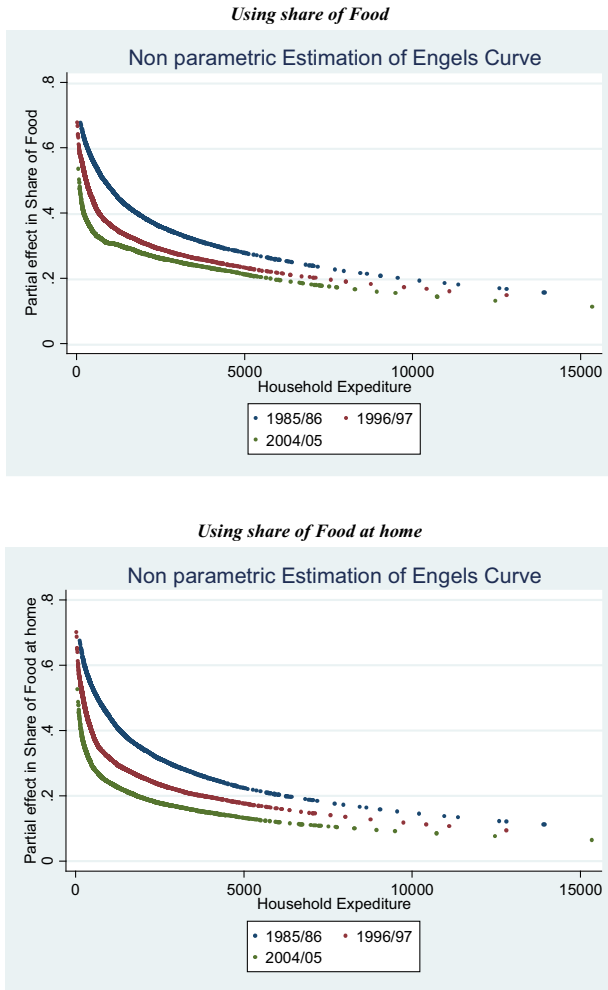 Using share of Food
Non parametric Estimation of Engels Curve
Partial effect in Share of Food
.8
.6
.4
.2
0
0 5000 10000 15000
Household Expediture
1985/86 1996/97
2004/05
Using share of Food at home
Non parametric Estimation of Engels Curve
Partial effect in Share of Food at home
.8
.6
.4
.2
0
0 5000 10000 15000
Household Expediture
1985/86 1996/97
2004/05